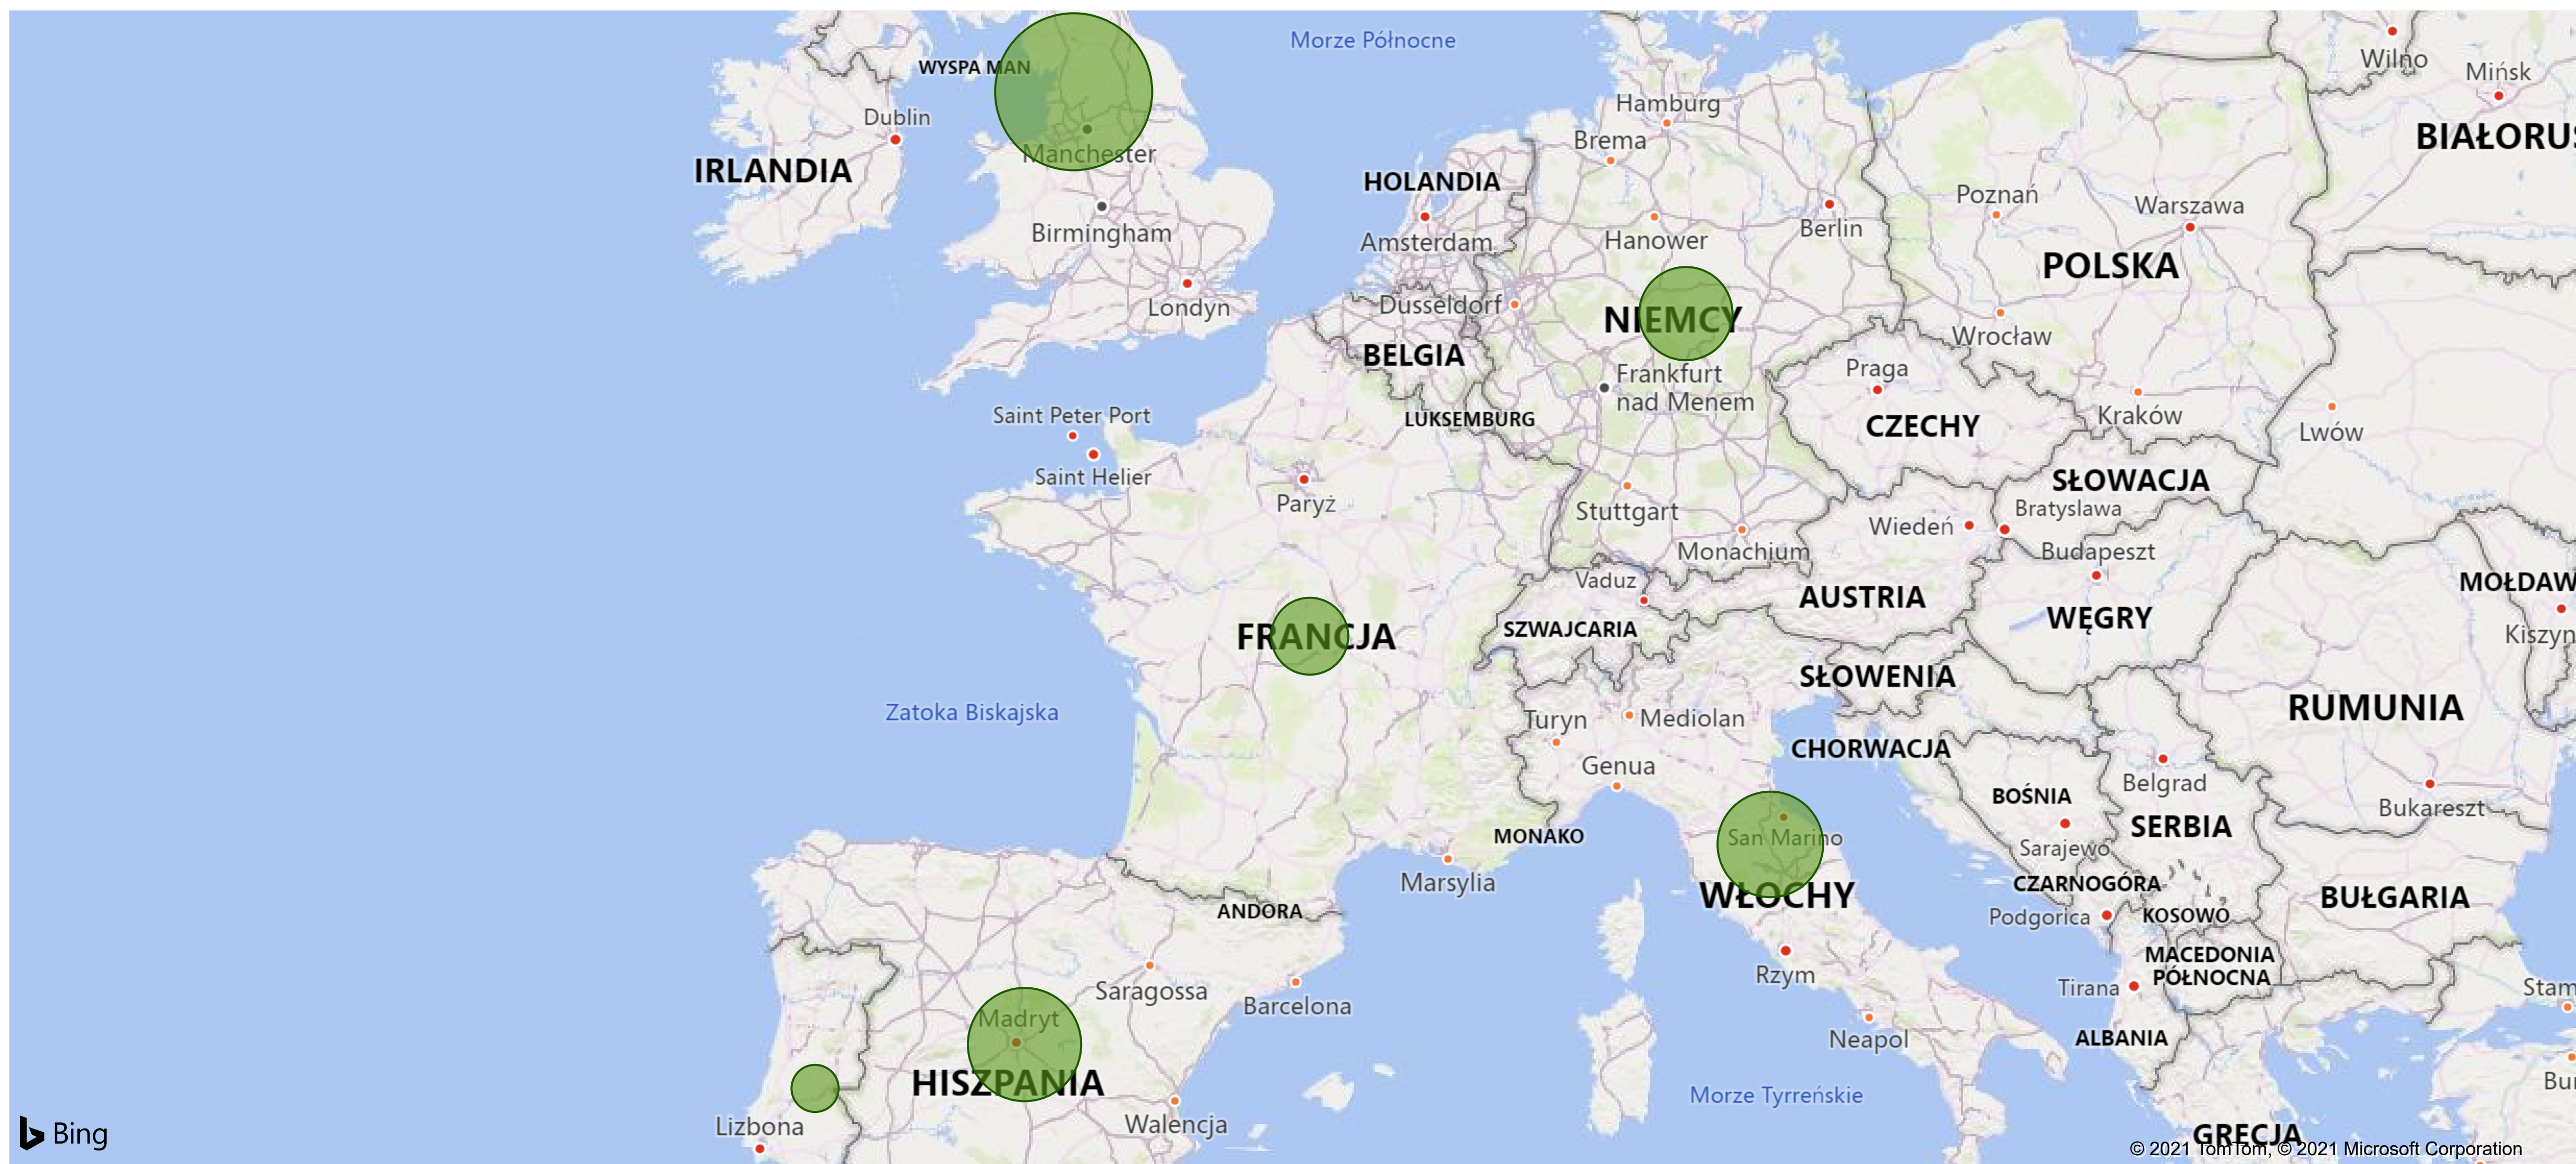 Morze Północne
WYSPA MAN
Wilno
Mińsk
Hamburg
Dublin
Brema
BIAŁORU
Manchester
IRLANDIA
HOLANDIA
Poznań
Warszawa
Birmingham
Amsterdam
Hanower
Berlin
POLSKA
Londyn
Dusseldorf
NIEMCY
Wrocław
BELGIA
Praga
Frankfurt
nad Menem
Saint Peter Port
LUKSEMBURG
CZECHY
Kraków
Lwów
Saint Helier
SŁOWACJA
Paryż
Stuttgart
Bratyslawa
Wiedeń
Monachium
Budapeszt
Vaduz
MOŁDAW
AUSTRIA
WĘGRY
SZWAJCARIA
FRANCJA
Kiszyn
SŁOWENIA
Zatoka Biskajska
Turyn
Mediolan
RUMUNIA
CHORWACJA
Genua
Belgrad
BOŚNIA
Bukareszt
MONAKO
San Marino
SERBIA
Sarajewo
Marsylia
CZARNOGÓRA
WŁOCHY
BUŁGARIA
ANDORA
Podgorica
KOSOWO
MACEDONIA
PÓŁNOCNA
Rzym
Saragossa
Barcelona
Tirana
Stam
Madryt
Neapol
ALBANIA
HISZPANIA
Morze Tyrreńskie
Bu
Lizbona
Walencja
Bing
GRECJA
© 2021 TomTom, © 2021 Microsoft Corporation